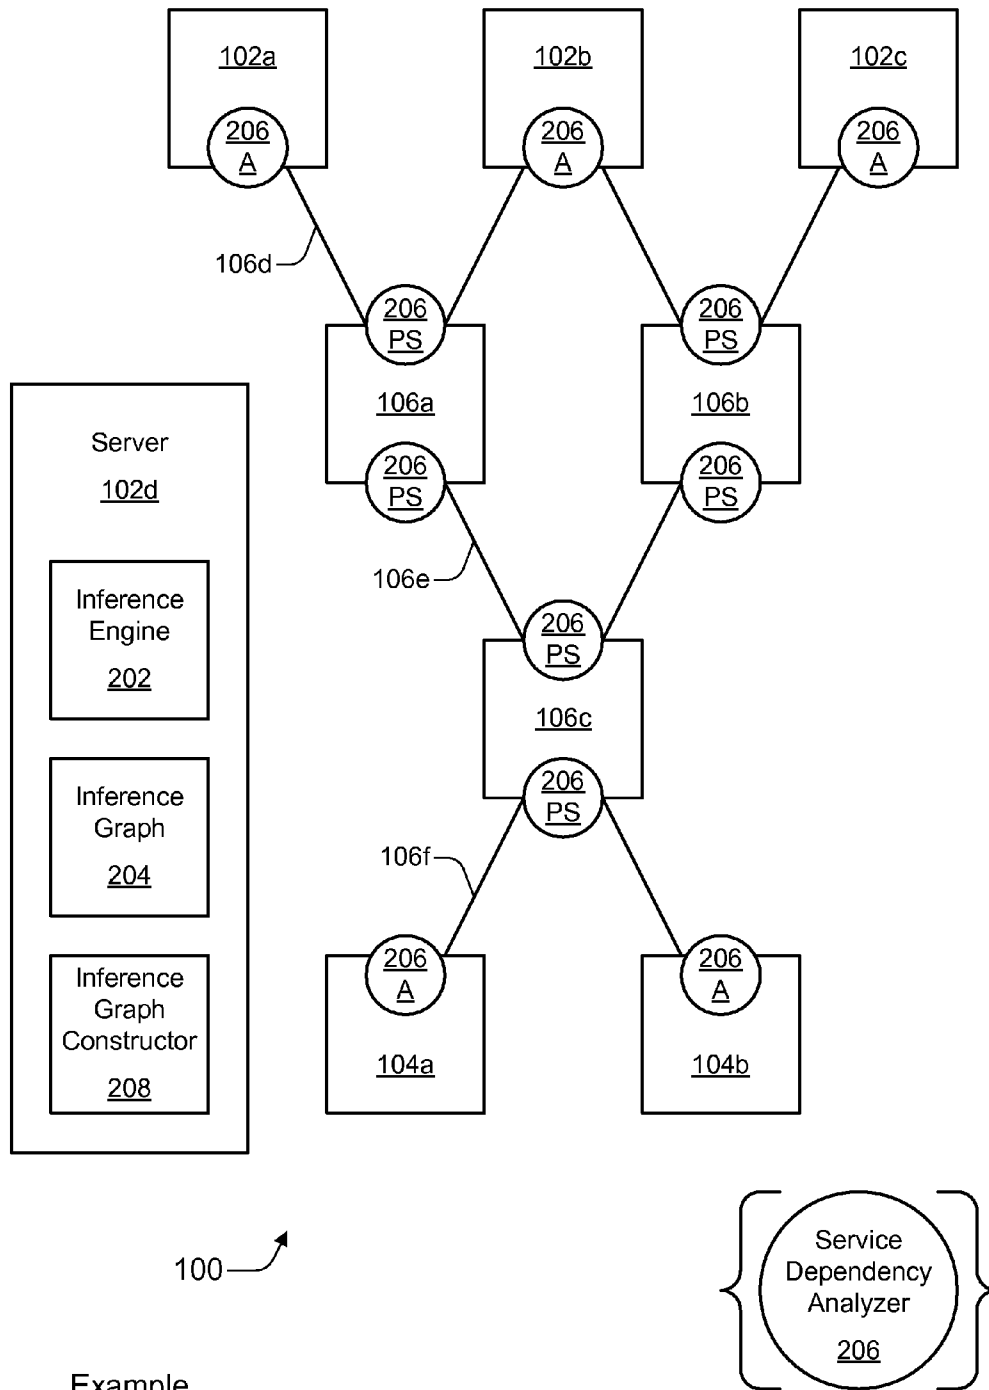 102a
102b
102c
206
A
206
A
206
A
106d
206
PS
206
PS
106a
106b
206
PS
206
PS
Server
102d
106e
Inference
Engine
202
206
PS
106c
206
PS
Inference
Graph
204
106f
206
A
206
A
Inference
Graph
Constructor
208
104a
104b
100
Service
Dependency
Analyzer
206
Example